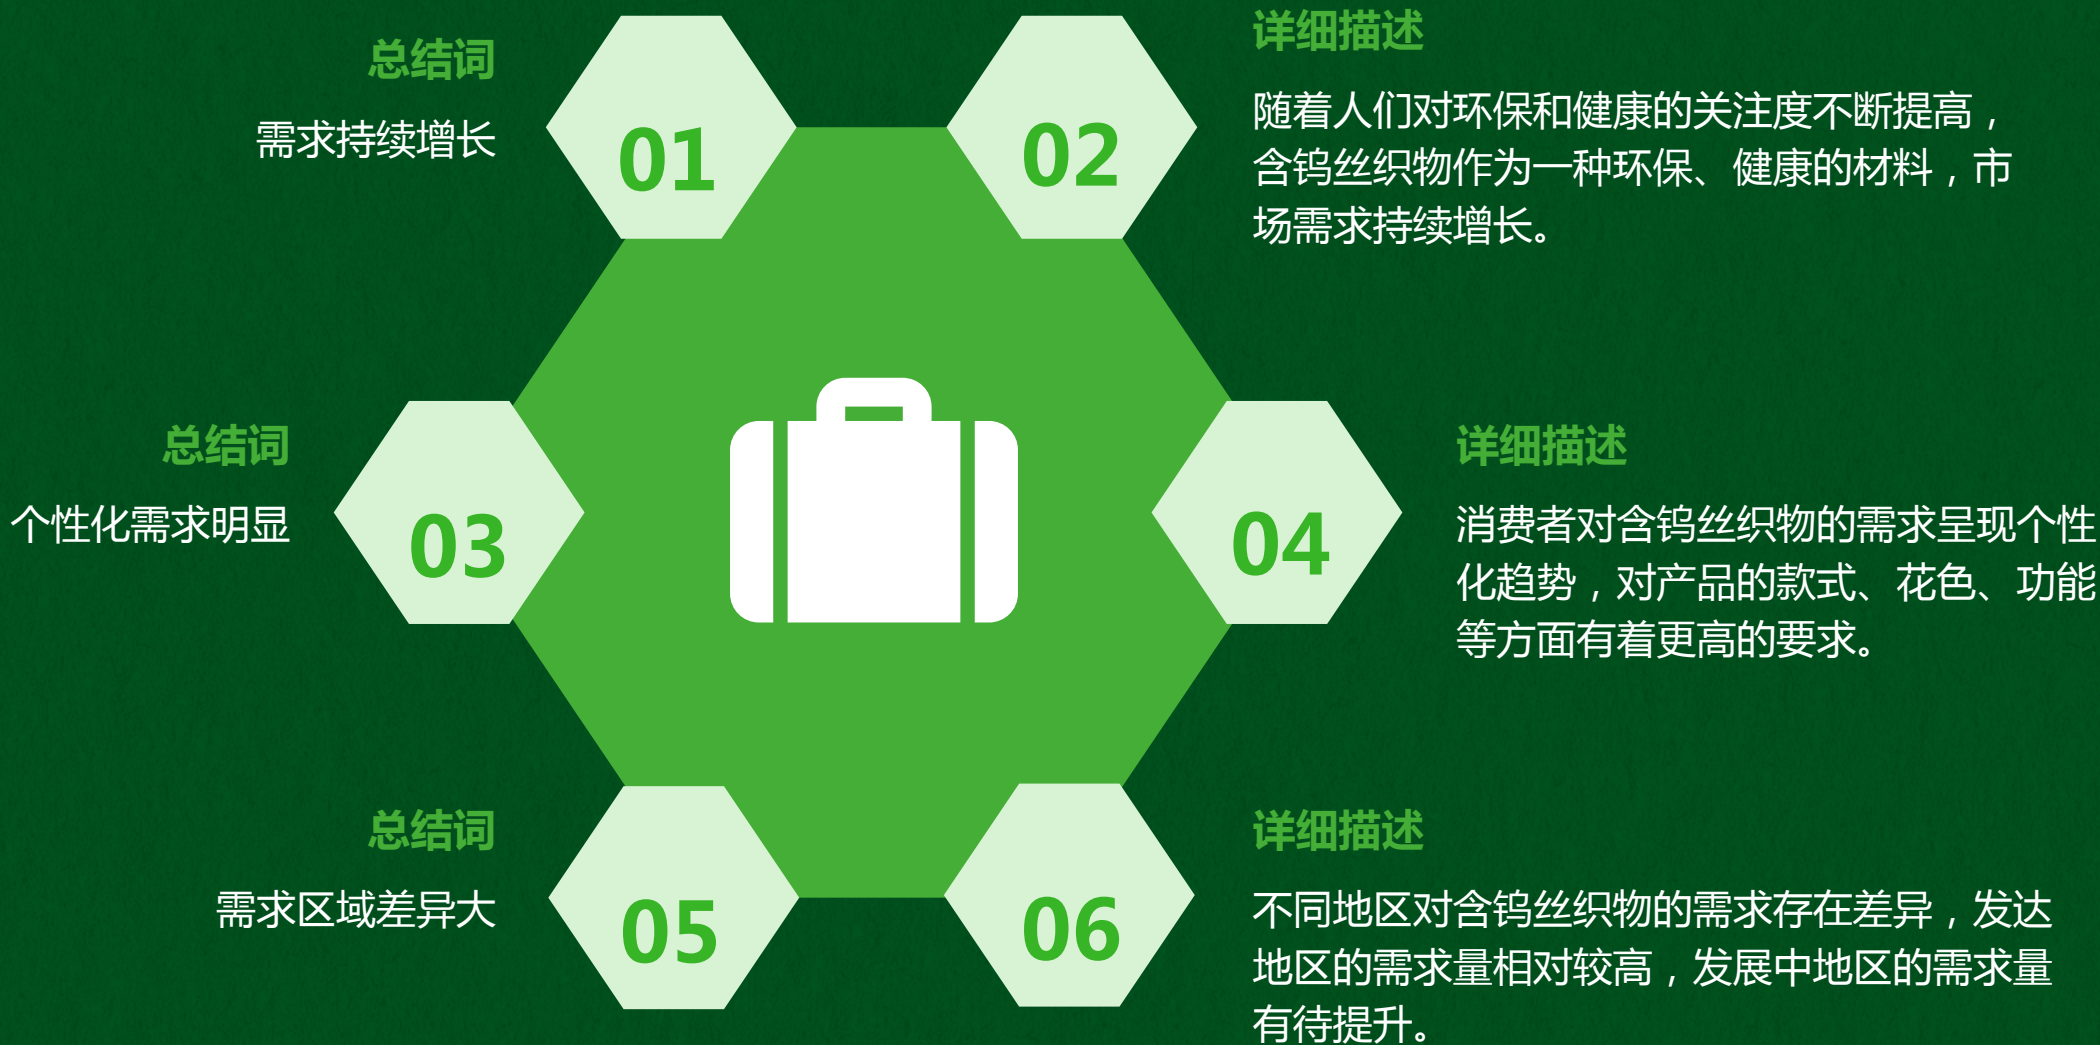 总结词
需求持续增长
01
02
详细描述
随着人们对环保和健康的关注度不断提高，
含钨丝织物作为一种环保、健康的材料，市
场需求持续增长。
总结词
个性化需求明显
03
04
详细描述
消费者对含钨丝织物的需求呈现个性
化趋势，对产品的款式、花色、功能
等方面有着更高的要求。
总结词
需求区域差异大
05
06
详细描述
不同地区对含钨丝织物的需求存在差异，发达
地区的需求量相对较高，发展中地区的需求量
有待提升。